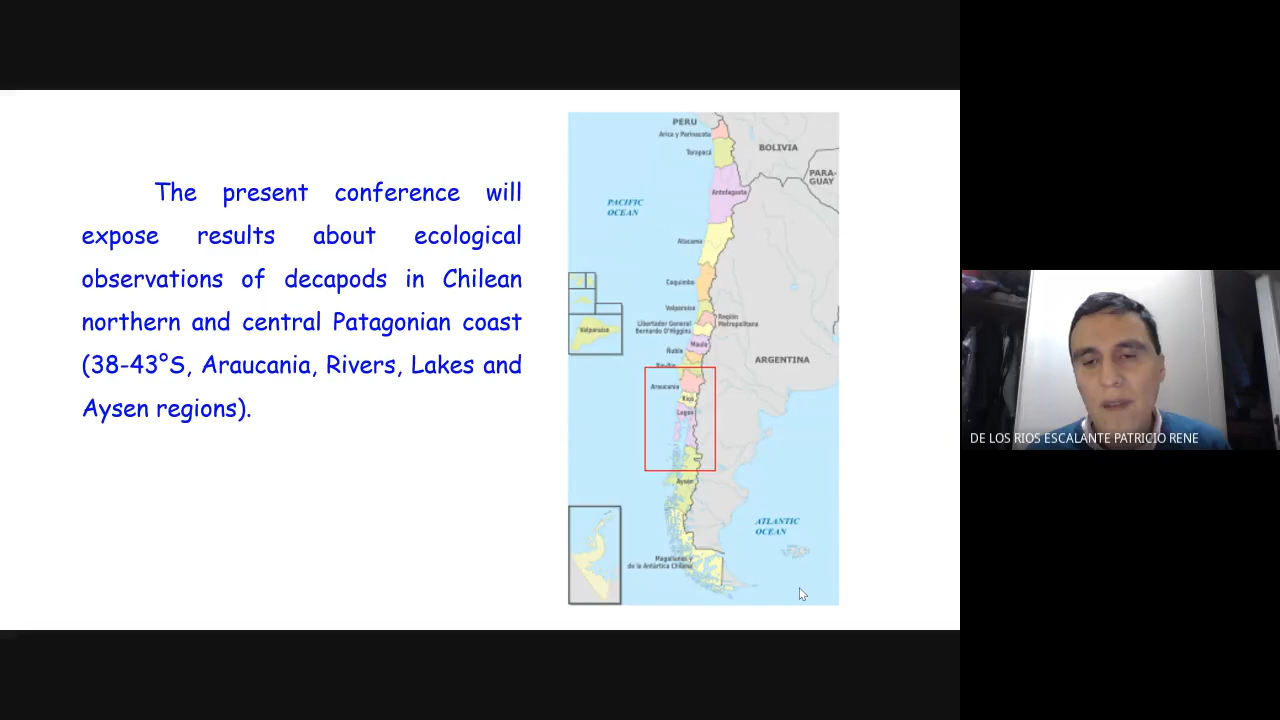 The present conference will
expose results about ecological
observations of decapods in Chilean
northern and central Patagonian coast
(38-43°S, Araucania, Rivers, Lakes and
Aysen regions).
PERU
Arica y Parinacota
Tarapacá
BOLIVIA
PARA-
GUAY
Antofagasta
PACIFIC
OCEAN
Atacama
Coquimbo
Valparaíso
Valparaíso
Región
Metropolitana
Libertador General
Bernardo O'Higgins
Maule
Ñuble
ARGENTINA
Araucanía
Ríos
Lagos
Aysén
ATLANTIC
OCEAN
Magallanes y
de la Antártica Chilena
DE LOS RIOS ESCALANTE PATRICIO RENE